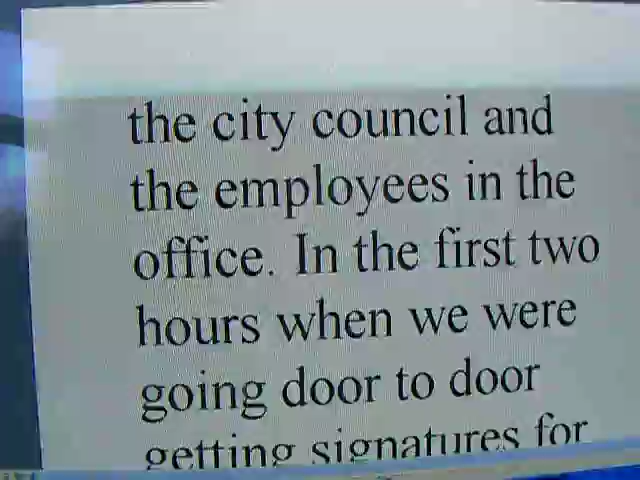 the city council and
the employees in the
office. In the first two
hours when we were
going door to door
getting signatures for